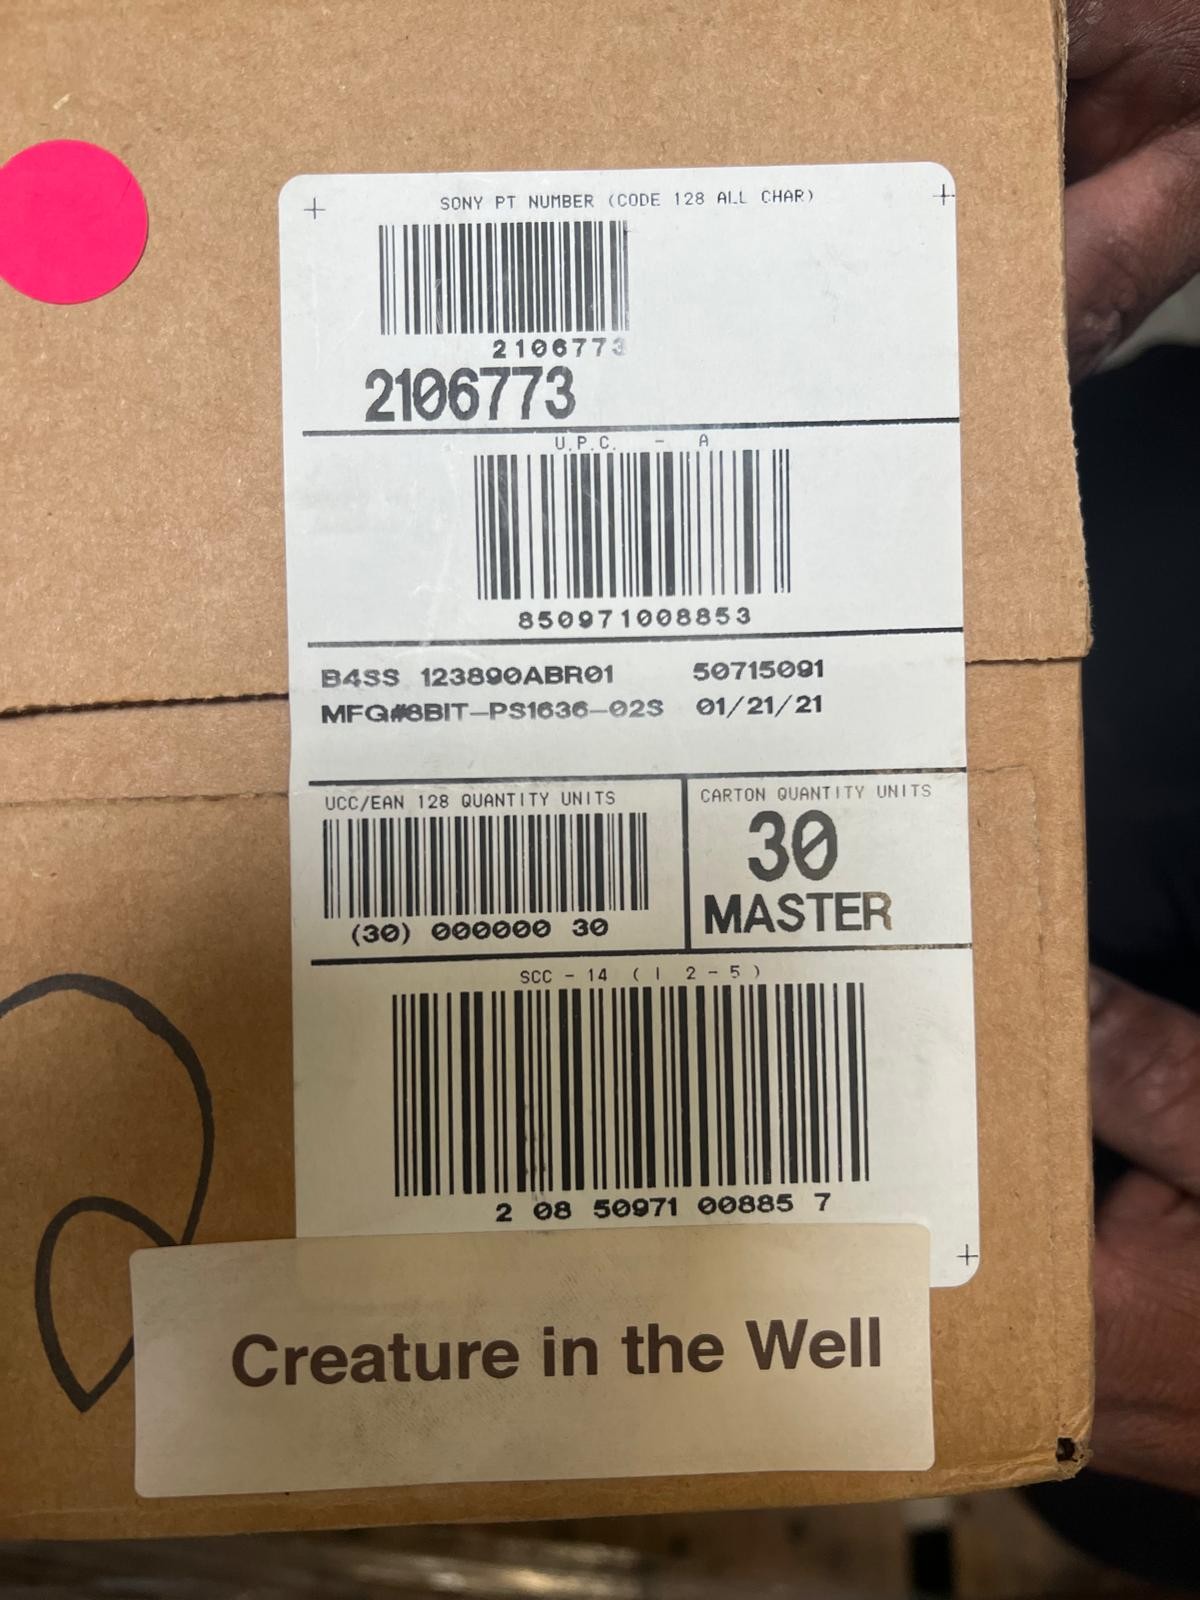 SONY PT NUMBER (CODE 128 ALL CHAR)
2106773
2106773
U.P.C. - A
850971008853
B4SS 123890ABR01 50715091
MFG#8BIT-PS1636-02S 01/21/21
UCC/EAN 128 QUANTITY UNITS
(30) 000000 30
CARTON QUANTITY UNITS
30
MASTER
SCC - 14 ( I 2 - 5 )
2 08 50971 00885 7
Creature in the Well